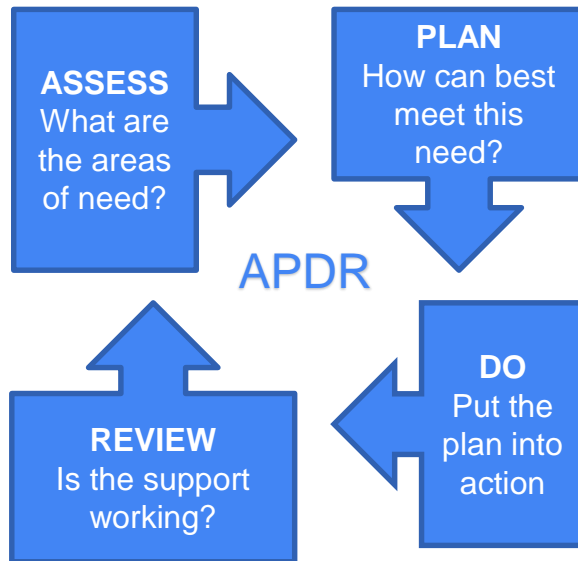 ASSESS
What are
the areas
of need?
PLAN
How can best
meet this
need?
APDR
DO
Put the
plan into
action
REVIEW
Is the support
working?